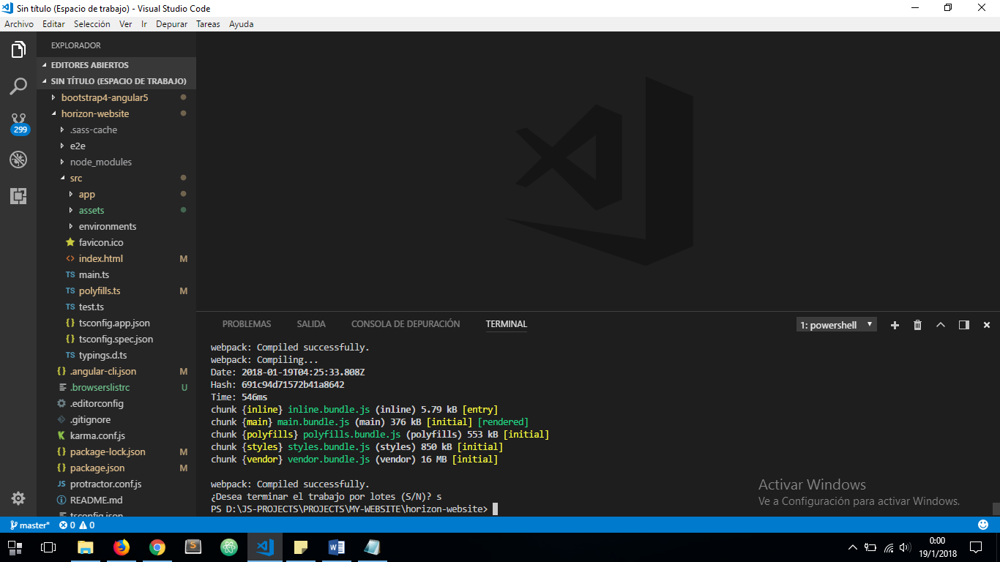 Sin título (Espacio de trabajo) - Visual Studio Code
Archivo Editar Selección Ver Ir Depurar Tareas Ayuda
EXPLORADOR
EDITORES ABIERTOS
SIN TÍTULO (ESPACIO DE TRABAJO)
bootstrap4-angular5
horizon-website
.sass-cache
299
e2e
node_modules
src
app
assets
environments
favicon.ico
index.html M
TS main.ts
TS polyfills.ts M
TS test.ts
{} tsconfig.app.json
{} tsconfig.spec.json
TS typings.d.ts
{} .angular-cli.json M
.browserslistrc U
.editorconfig
.gitignore
karma.conf.js
{} package-lock.json M
{} package.json M
JS protractor.conf.js
README.md
tsconfig.json
PROBLEMAS SALIDA CONSOLA DE DEPURACIÓN TERMINAL 1: powershell
webpack: Compiled successfully.
webpack: Compiling...
Date: 2018-01-19T04:25:33.808Z
Hash: 691c94d71572b41a8642
Time: 546ms
chunk {inline} inline.bundle.js (inline) 5.79 kB [entry]
chunk {main} main.bundle.js (main) 376 kB [initial] [rendered]
chunk {polyfills} polyfills.bundle.js (polyfills) 553 kB [initial]
chunk {styles} styles.bundle.js (styles) 850 kB [initial]
chunk {vendor} vendor.bundle.js (vendor) 16 MB [initial]
webpack: Compiled successfully.
¿Desea terminar el trabajo por lotes (S/N)? s
PS D:\JS-PROJECTS\PROJECTS\MY-WEBSITE\horizon-website>
Activar Windows
Ve a Configuración para activar Windows.
master* 0 0
0:00
19/1/2018